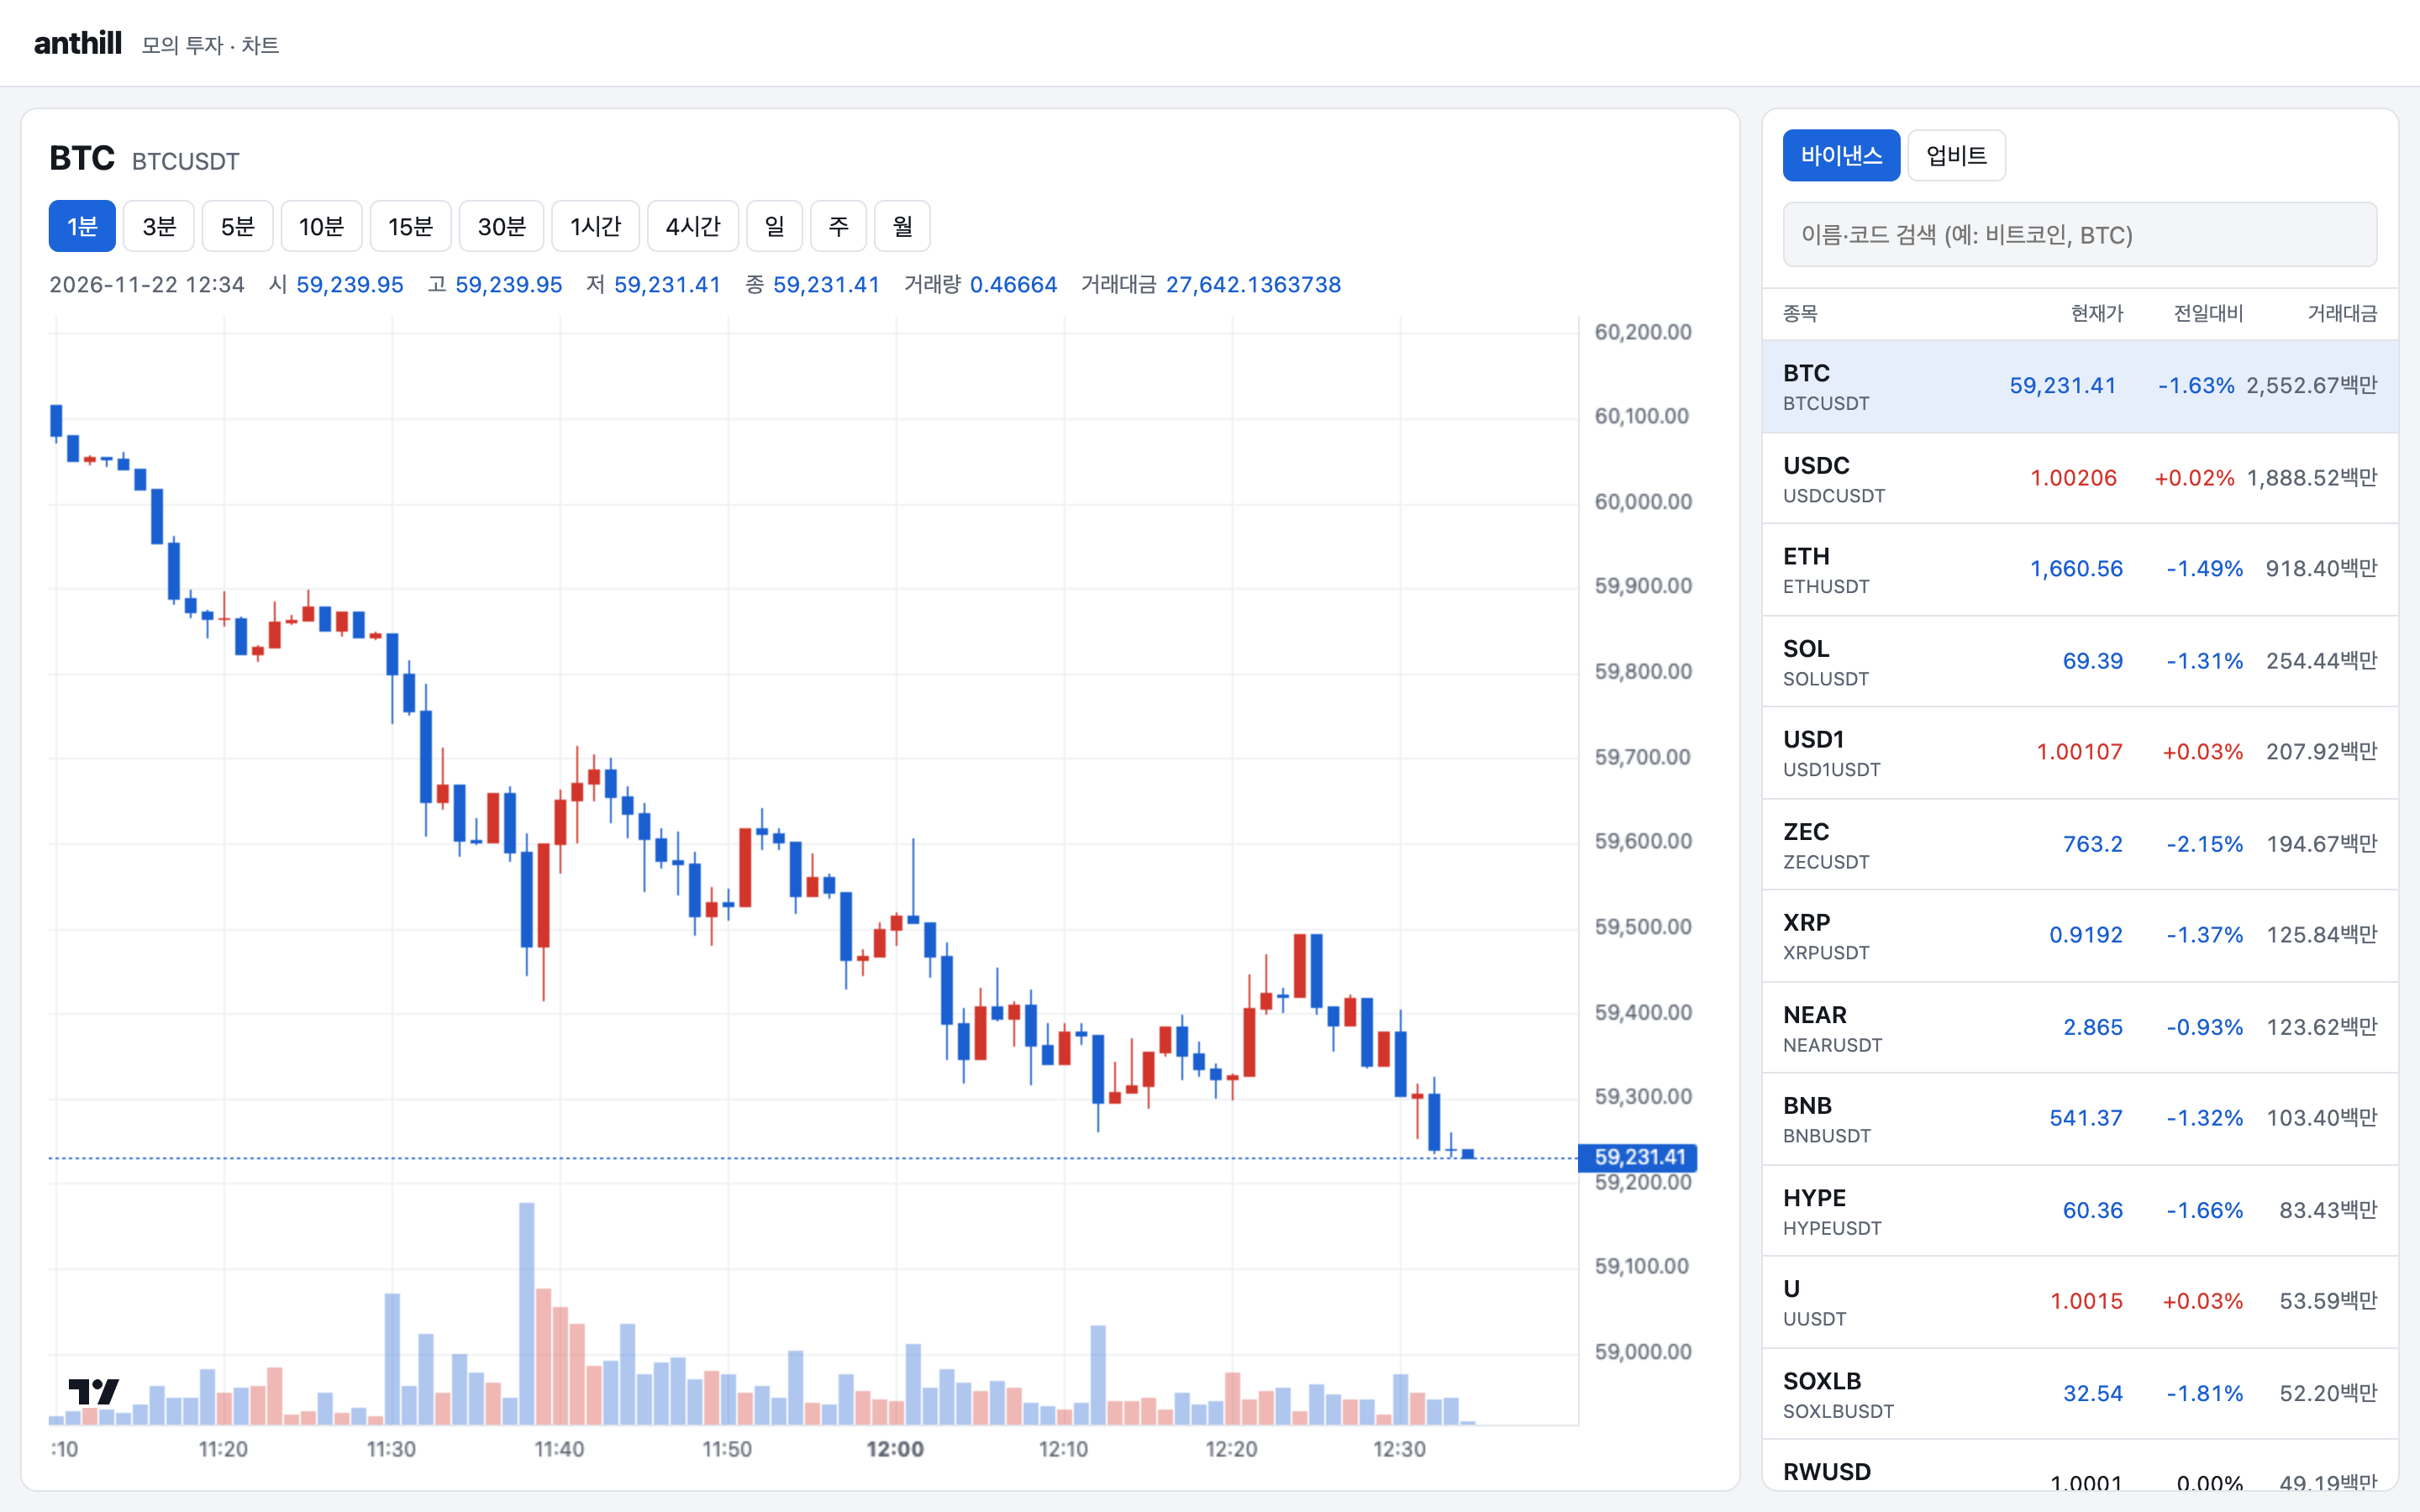 anthill 모의 투자 · 차트
BTC BTCUSDT
1분 3분 5분 10분 15분 30분 1시간 4시간 일 주 월
2026-11-22 12:34 시 59,239.95 고 59,239.95 저 59,231.41 종 59,231.41 거래량 0.46664 거래대금 27,642.1363738
60,200.00
60,100.00
60,000.00
59,900.00
59,800.00
59,700.00
59,600.00
59,500.00
59,400.00
59,300.00
59,231.41
59,200.00
59,100.00
59,000.00
:10 11:20 11:30 11:40 11:50 12:00 12:10 12:20 12:30
바이낸스 업비트
이름·코드 검색 (예: 비트코인, BTC)
종목 현재가 전일대비 거래대금
BTC
BTCUSDT 59,231.41 -1.63% 2,552.67백만
USDC
USDCUSDT 1.00206 +0.02% 1,888.52백만
ETH
ETHUSDT 1,660.56 -1.49% 918.40백만
SOL
SOLUSDT 69.39 -1.31% 254.44백만
USD1
USD1USDT 1.00107 +0.03% 207.92백만
ZEC
ZECUSDT 763.2 -2.15% 194.67백만
XRP
XRPUSDT 0.9192 -1.37% 125.84백만
NEAR
NEARUSDT 2.865 -0.93% 123.62백만
BNB
BNBUSDT 541.37 -1.32% 103.40백만
HYPE
HYPEUSDT 60.36 -1.66% 83.43백만
U
UUSDT 1.0015 +0.03% 53.59백만
SOXLB
SOXLBUSDT 32.54 -1.81% 52.20백만
RWUSD
1.0001 0.00% 49.19백만